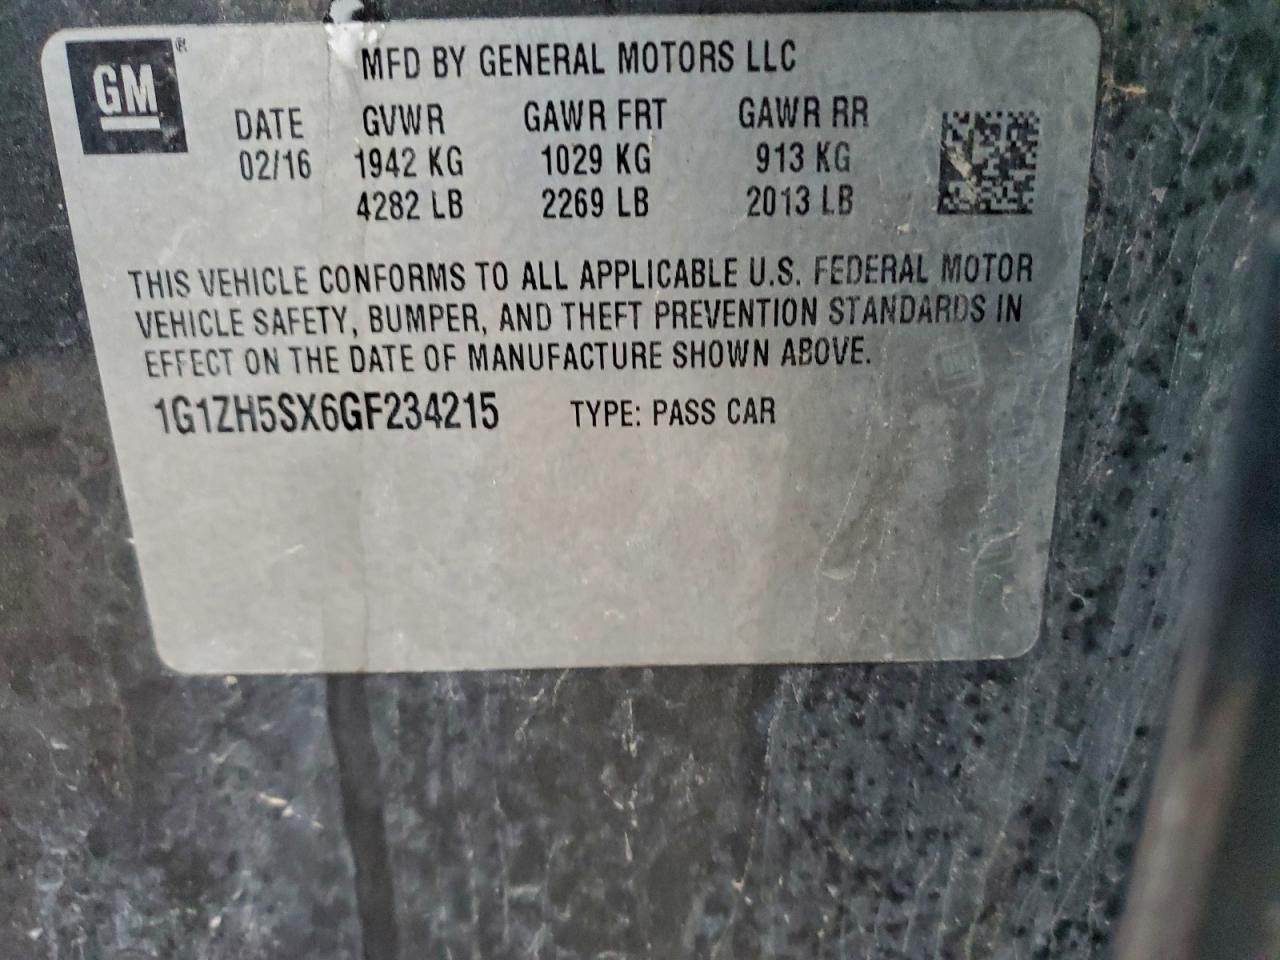 GM ®
MFD BY GENERAL MOTORS LLC
DATE GVWR GAWR FRT GAWR RR
02/16 1942 KG 1029 KG 913 KG
4282 LB 2269 LB 2013 LB
THIS VEHICLE CONFORMS TO ALL APPLICABLE U.S. FEDERAL MOTOR
VEHICLE SAFETY, BUMPER, AND THEFT PREVENTION STANDARDS IN
EFFECT ON THE DATE OF MANUFACTURE SHOWN ABOVE.
1G1ZH5SX6GF234215 TYPE: PASS CAR